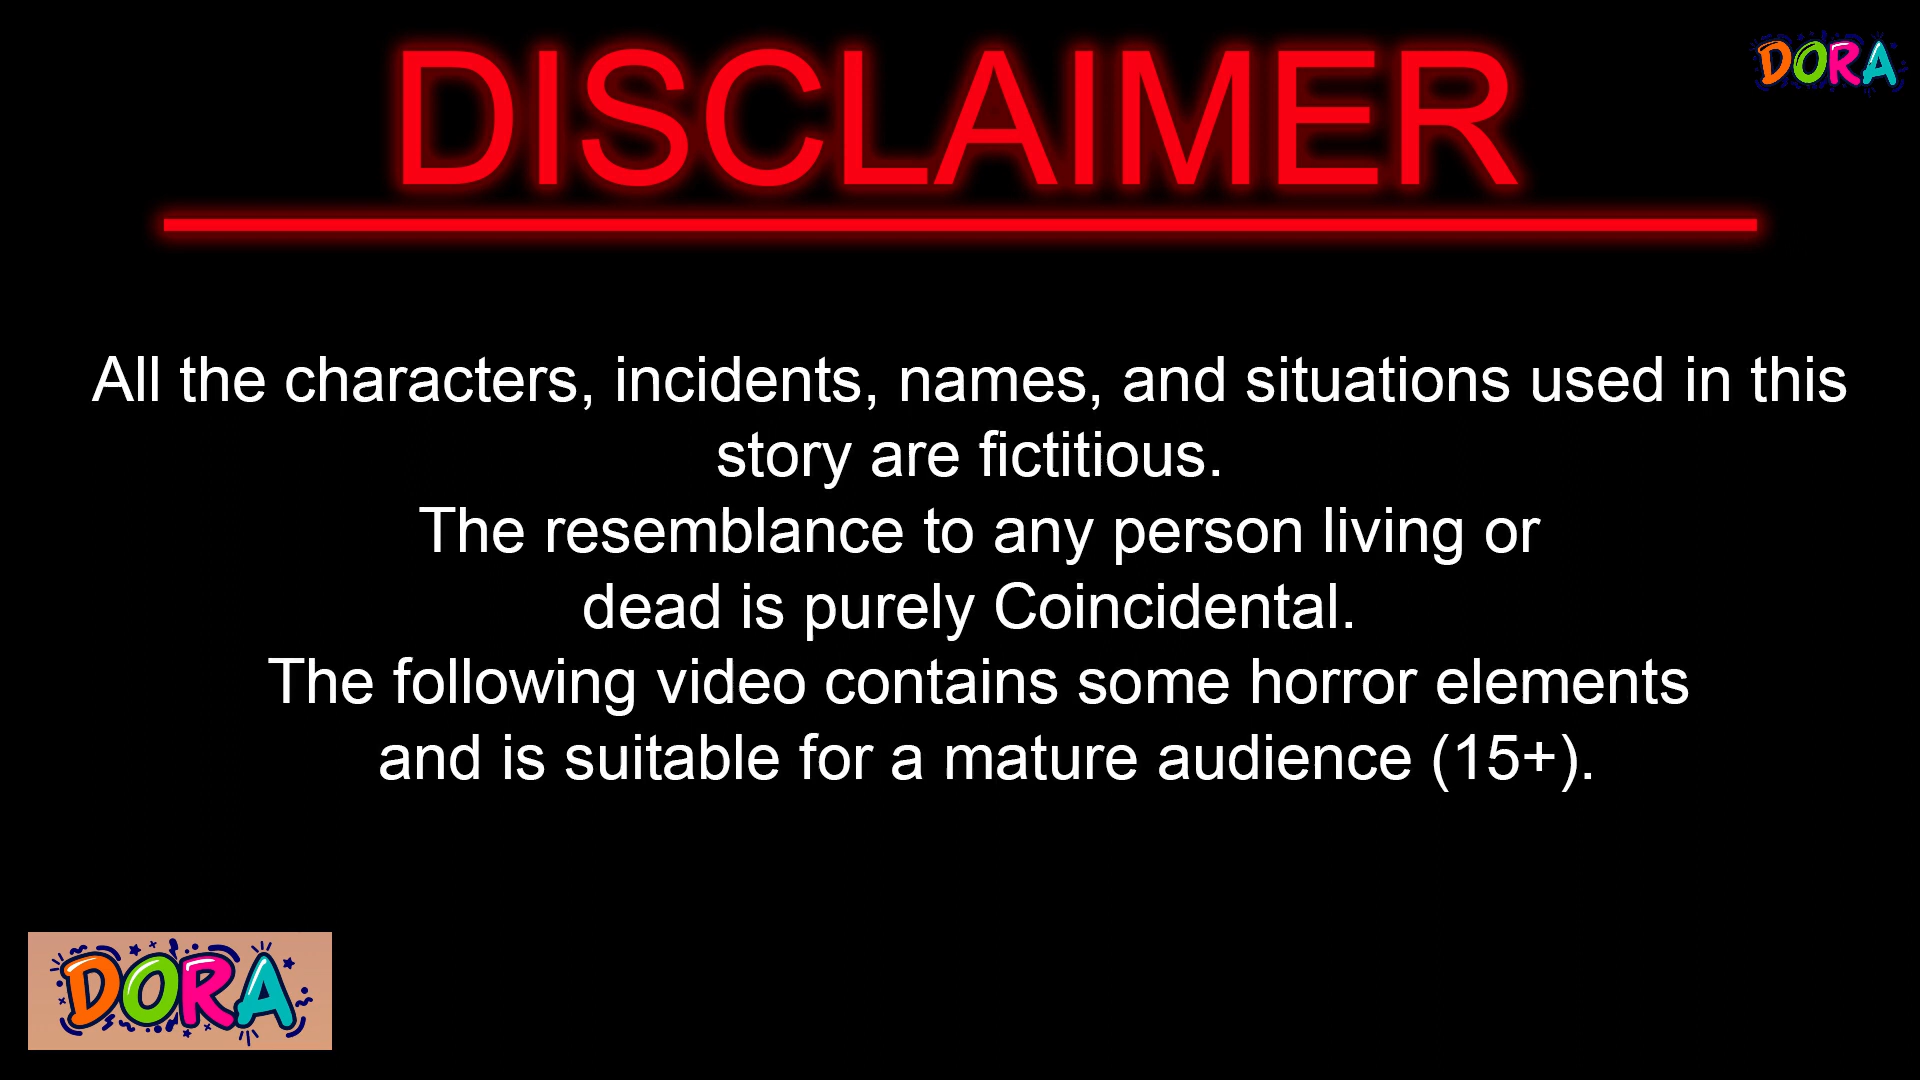 DISCLAIMER
DORA
All the characters, incidents, names, and situations used in this
story are fictitious.
The resemblance to any person living or
dead is purely Coincidental.
The following video contains some horror elements
and is suitable for a mature audience (15+).
DORA